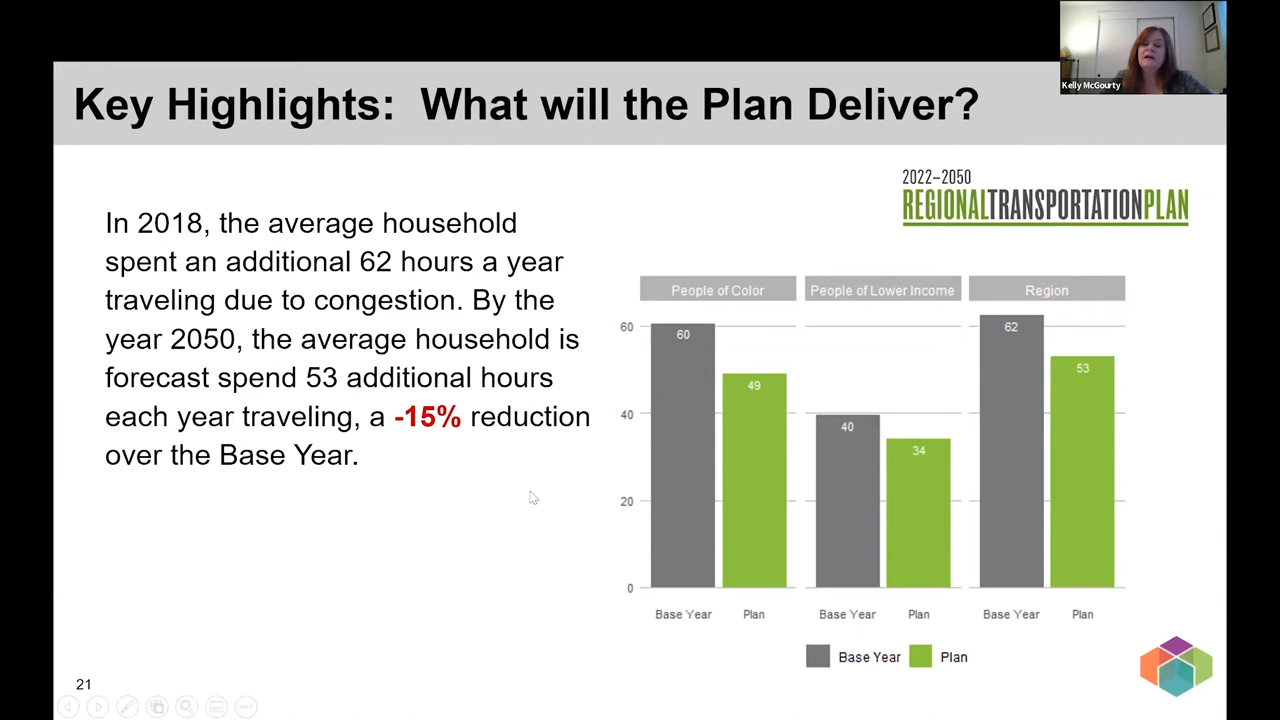 Kelly McGourty
Key Highlights: What will the Plan Deliver?
2022–2050
REGIONALTRANSPORTATIONPLAN
In 2018, the average household
spent an additional 62 hours a year
traveling due to congestion. By the
year 2050, the average household is
forecast spend 53 additional hours
each year traveling, a -15% reduction
over the Base Year.
People of Color People of Lower Income Region
60
40
20
0
60 49 40 34 62 53
Base Year Plan Base Year Plan Base Year Plan
Base Year Plan
21